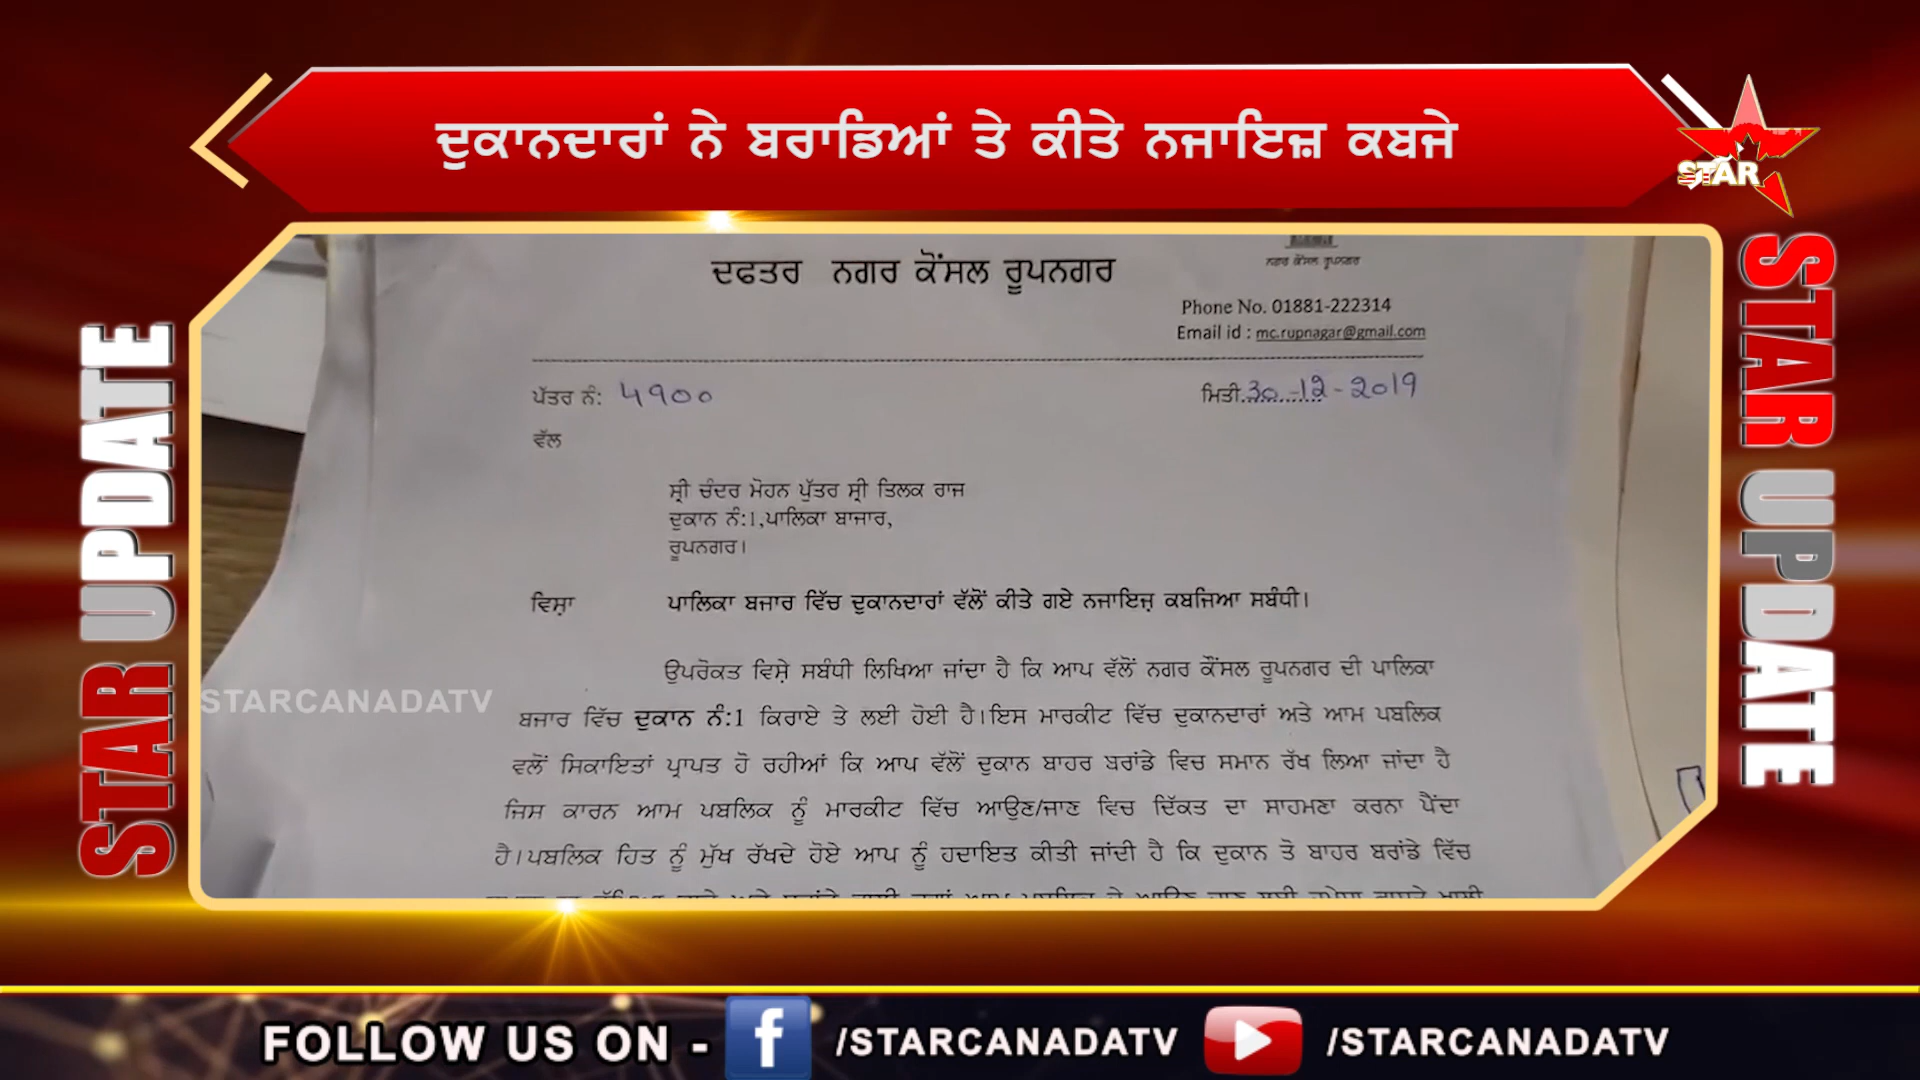 ਦੁਕਾਨਦਾਰਾਂ ਨੇ ਬਰਾਡਿਆਂ ਤੇ ਕੀਤੇ ਨਜਾਇਜ਼ ਕਬਜੇ
STAR
STAR UPDATE
STAR UPDATE
ਨਗਰ ਕੌਂਸਲ ਰੂਪਨਗਰ
ਦਫਤਰ ਨਗਰ ਕੌਂਸਲ ਰੂਪਨਗਰ
Phone No. 01881-222314
Email id : mc.rupnagar@gmail.com
ਪੱਤਰ ਨੰ: ੫੧੦੦ ਮਿਤੀ 30-12-2019
ਵੱਲ
ਸ੍ਰੀ ਚੰਦਰ ਮੋਹਨ ਪੁੱਤਰ ਸ੍ਰੀ ਤਿਲਕ ਰਾਜ
ਦੁਕਾਨ ਨੰ:1,ਪਾਲਿਕਾ ਬਾਜਾਰ,
ਰੂਪਨਗਰ।
ਵਿਸ਼ਾ ਪਾਲਿਕਾ ਬਜਾਰ ਵਿੱਚ ਦੁਕਾਨਦਾਰਾਂ ਵੱਲੋਂ ਕੀਤੇ ਗਏ ਨਜਾਇਜ਼ ਕਬਜਿਆ ਸਬੰਧੀ।
ਉਪਰੋਕਤ ਵਿਸ਼ੇ ਸਬੰਧੀ ਲਿਖਿਆ ਜਾਂਦਾ ਹੈ ਕਿ ਆਪ ਵੱਲੋਂ ਨਗਰ ਕੌਂਸਲ ਰੂਪਨਗਰ ਦੀ ਪਾਲਿਕਾ
ਬਜਾਰ ਵਿੱਚ ਦੁਕਾਨ ਨੰ:1 ਕਿਰਾਏ ਤੇ ਲਈ ਹੋਈ ਹੈ।ਇਸ ਮਾਰਕੀਟ ਵਿੱਚ ਦੁਕਾਨਦਾਰਾਂ ਅਤੇ ਆਮ ਪਬਲਿਕ
ਵਲੋਂ ਸਿਕਾਇਤਾਂ ਪ੍ਰਾਪਤ ਹੋ ਰਹੀਆਂ ਕਿ ਆਪ ਵੱਲੋਂ ਦੁਕਾਨ ਬਾਹਰ ਬਰਾਂਡੇ ਵਿਚ ਸਮਾਨ ਰੱਖ ਲਿਆ ਜਾਂਦਾ ਹੈ
ਜਿਸ ਕਾਰਨ ਆਮ ਪਬਲਿਕ ਨੂੰ ਮਾਰਕੀਟ ਵਿੱਚ ਆਉਣ/ਜਾਣ ਵਿਚ ਦਿੱਕਤ ਦਾ ਸਾਹਮਣਾ ਕਰਨਾ ਪੈਂਦਾ
ਹੈ।ਪਬਲਿਕ ਹਿਤ ਨੂੰ ਮੁੱਖ ਰੱਖਦੇ ਹੋਏ ਆਪ ਨੂੰ ਹਦਾਇਤ ਕੀਤੀ ਜਾਂਦੀ ਹੈ ਕਿ ਦੁਕਾਨ ਤੋ ਬਾਹਰ ਬਰਾਂਡੇ ਵਿੱਚ
STARCANADATV
FOLLOW US ON - f /STARCANADATV /STARCANADATV